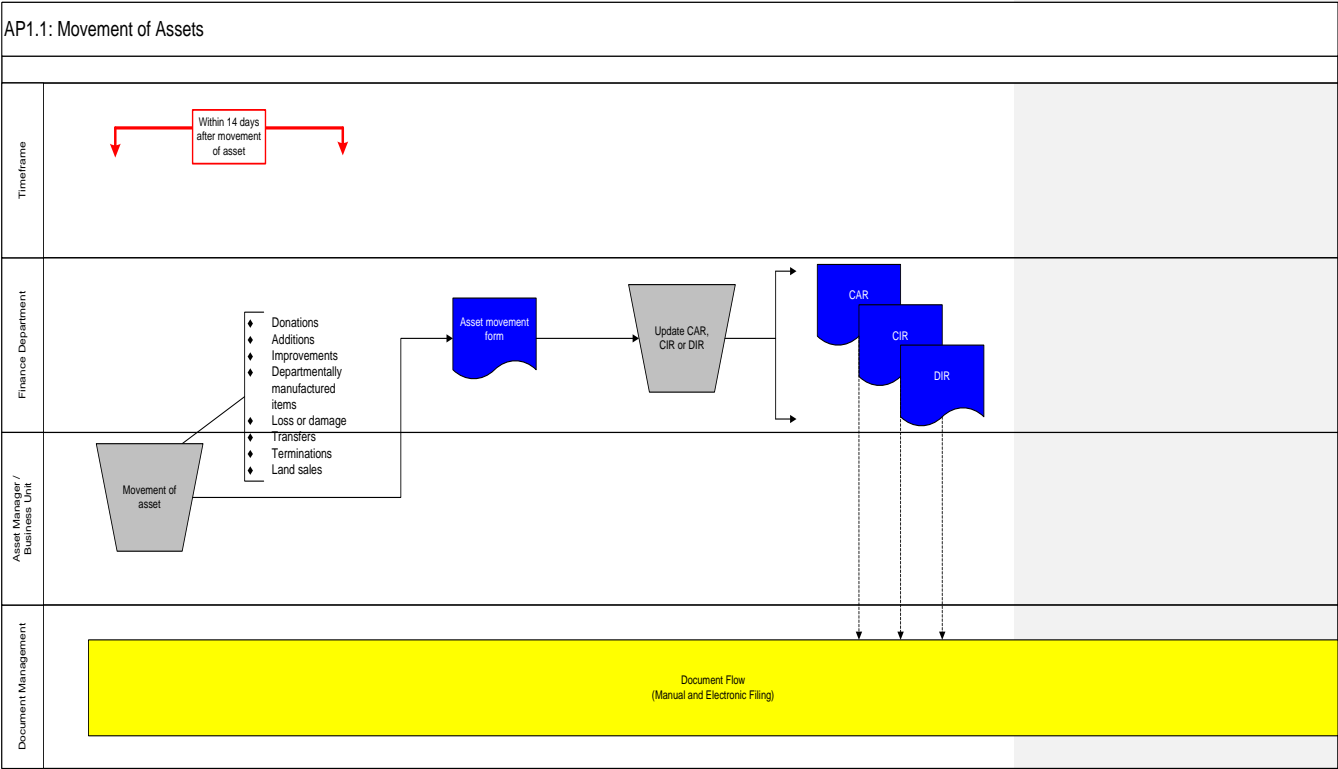 AP1.1: Movement of Assets
Timeframe
Within 14 days
after movement
of asset
Finance Department
Donations
Additions
Improvements
Departmentally
manufactured
items
Loss or damage
Transfers
Terminations
Land sales
Asset movement
form
Update CAR,
CIR or DIR
CAR
CIR
DIR
Asset Manager /
Business Unit
Movement of
asset
Document Management
Document Flow
(Manual and Electronic Filing)